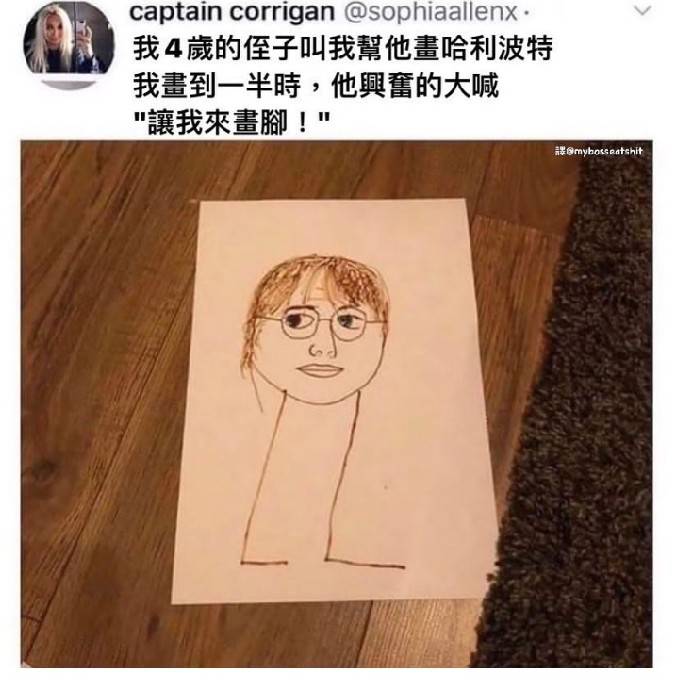 captain corrigan @sophiaallenx ·
我4歲的侄子叫我幫他畫哈利波特
我畫到一半時，他興奮的大喊
"讓我來畫腳！"
譯@mybosseatshit